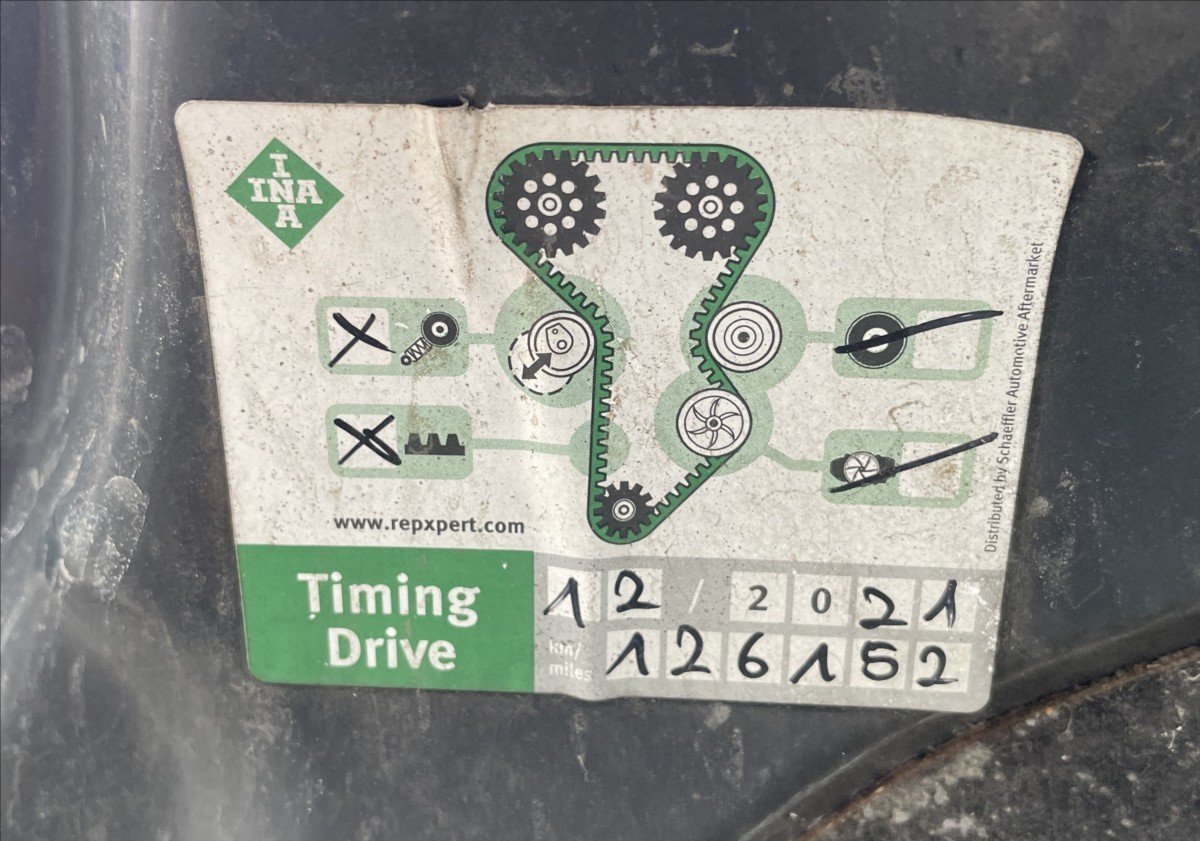 I
INA
A
X
X
www.repxpert.com
Distributed by Schaeffler Automotive Aftermarket
Timing
Drive
12 / 2021
km/
miles
126152